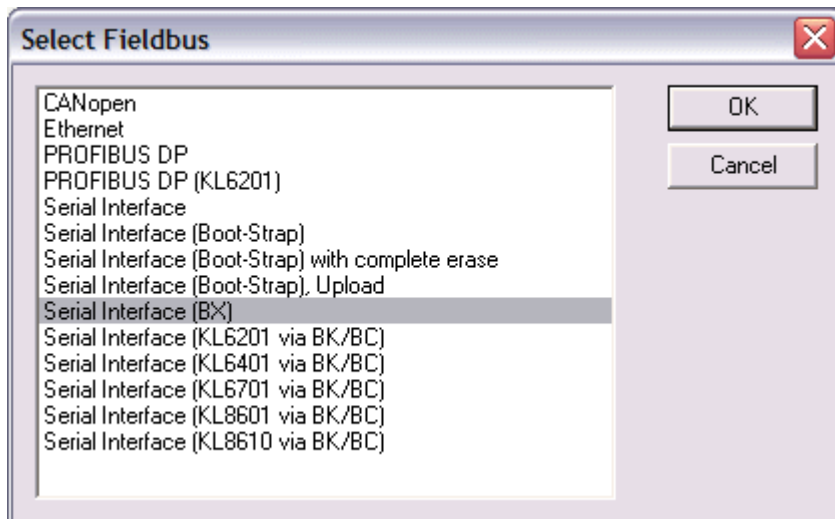 Select Fieldbus
CANopen
Ethernet
PROFIBUS DP
PROFIBUS DP (KL6201)
Serial Interface
Serial Interface (Boot-Strap)
Serial Interface (Boot-Strap) with complete erase
Serial Interface (Boot-Strap), Upload
Serial Interface (BX)
Serial Interface (KL6201 via BK/BC)
Serial Interface (KL6401 via BK/BC)
Serial Interface (KL6701 via BK/BC)
Serial Interface (KL8601 via BK/BC)
Serial Interface (KL8610 via BK/BC)
OK
Cancel